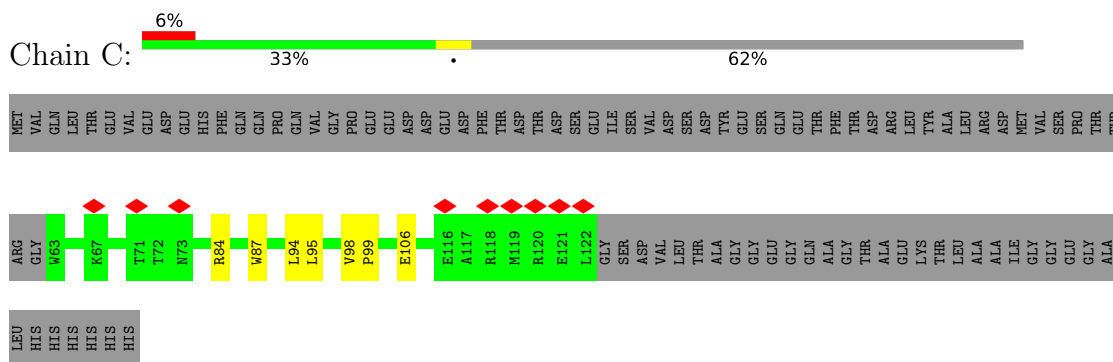 6%
Chain C:
33% • 62%
MET VAL GLN LEU THR GLU VAL GLU ASP GLU HIS PHE GLN GLN PRO GLN VAL GLY PRO GLU GLU ASP ASP GLU ASP PHE THR ASP THR ASP SER GLU ILE SER VAL ASP SER ASP TYR GLU SER GLN GLU THR PHE THR ASP ARG LEU TYR ALA LEU ARG ASP MET VAL SER PRO THR THR
ARG GLY W63 K67 T71 T72 N73 R84 W87 L94 L95 V98 P99 E106 E116 A117 R118 M119 R120 E121 L122 GLY SER ASP VAL LEU THR ALA GLY GLY GLU GLY GLN ALA GLY THR ALA GLU LYS THR LEU ALA ALA ILE GLY GLY GLU GLY ALA
LEU HIS HIS HIS HIS HIS HIS